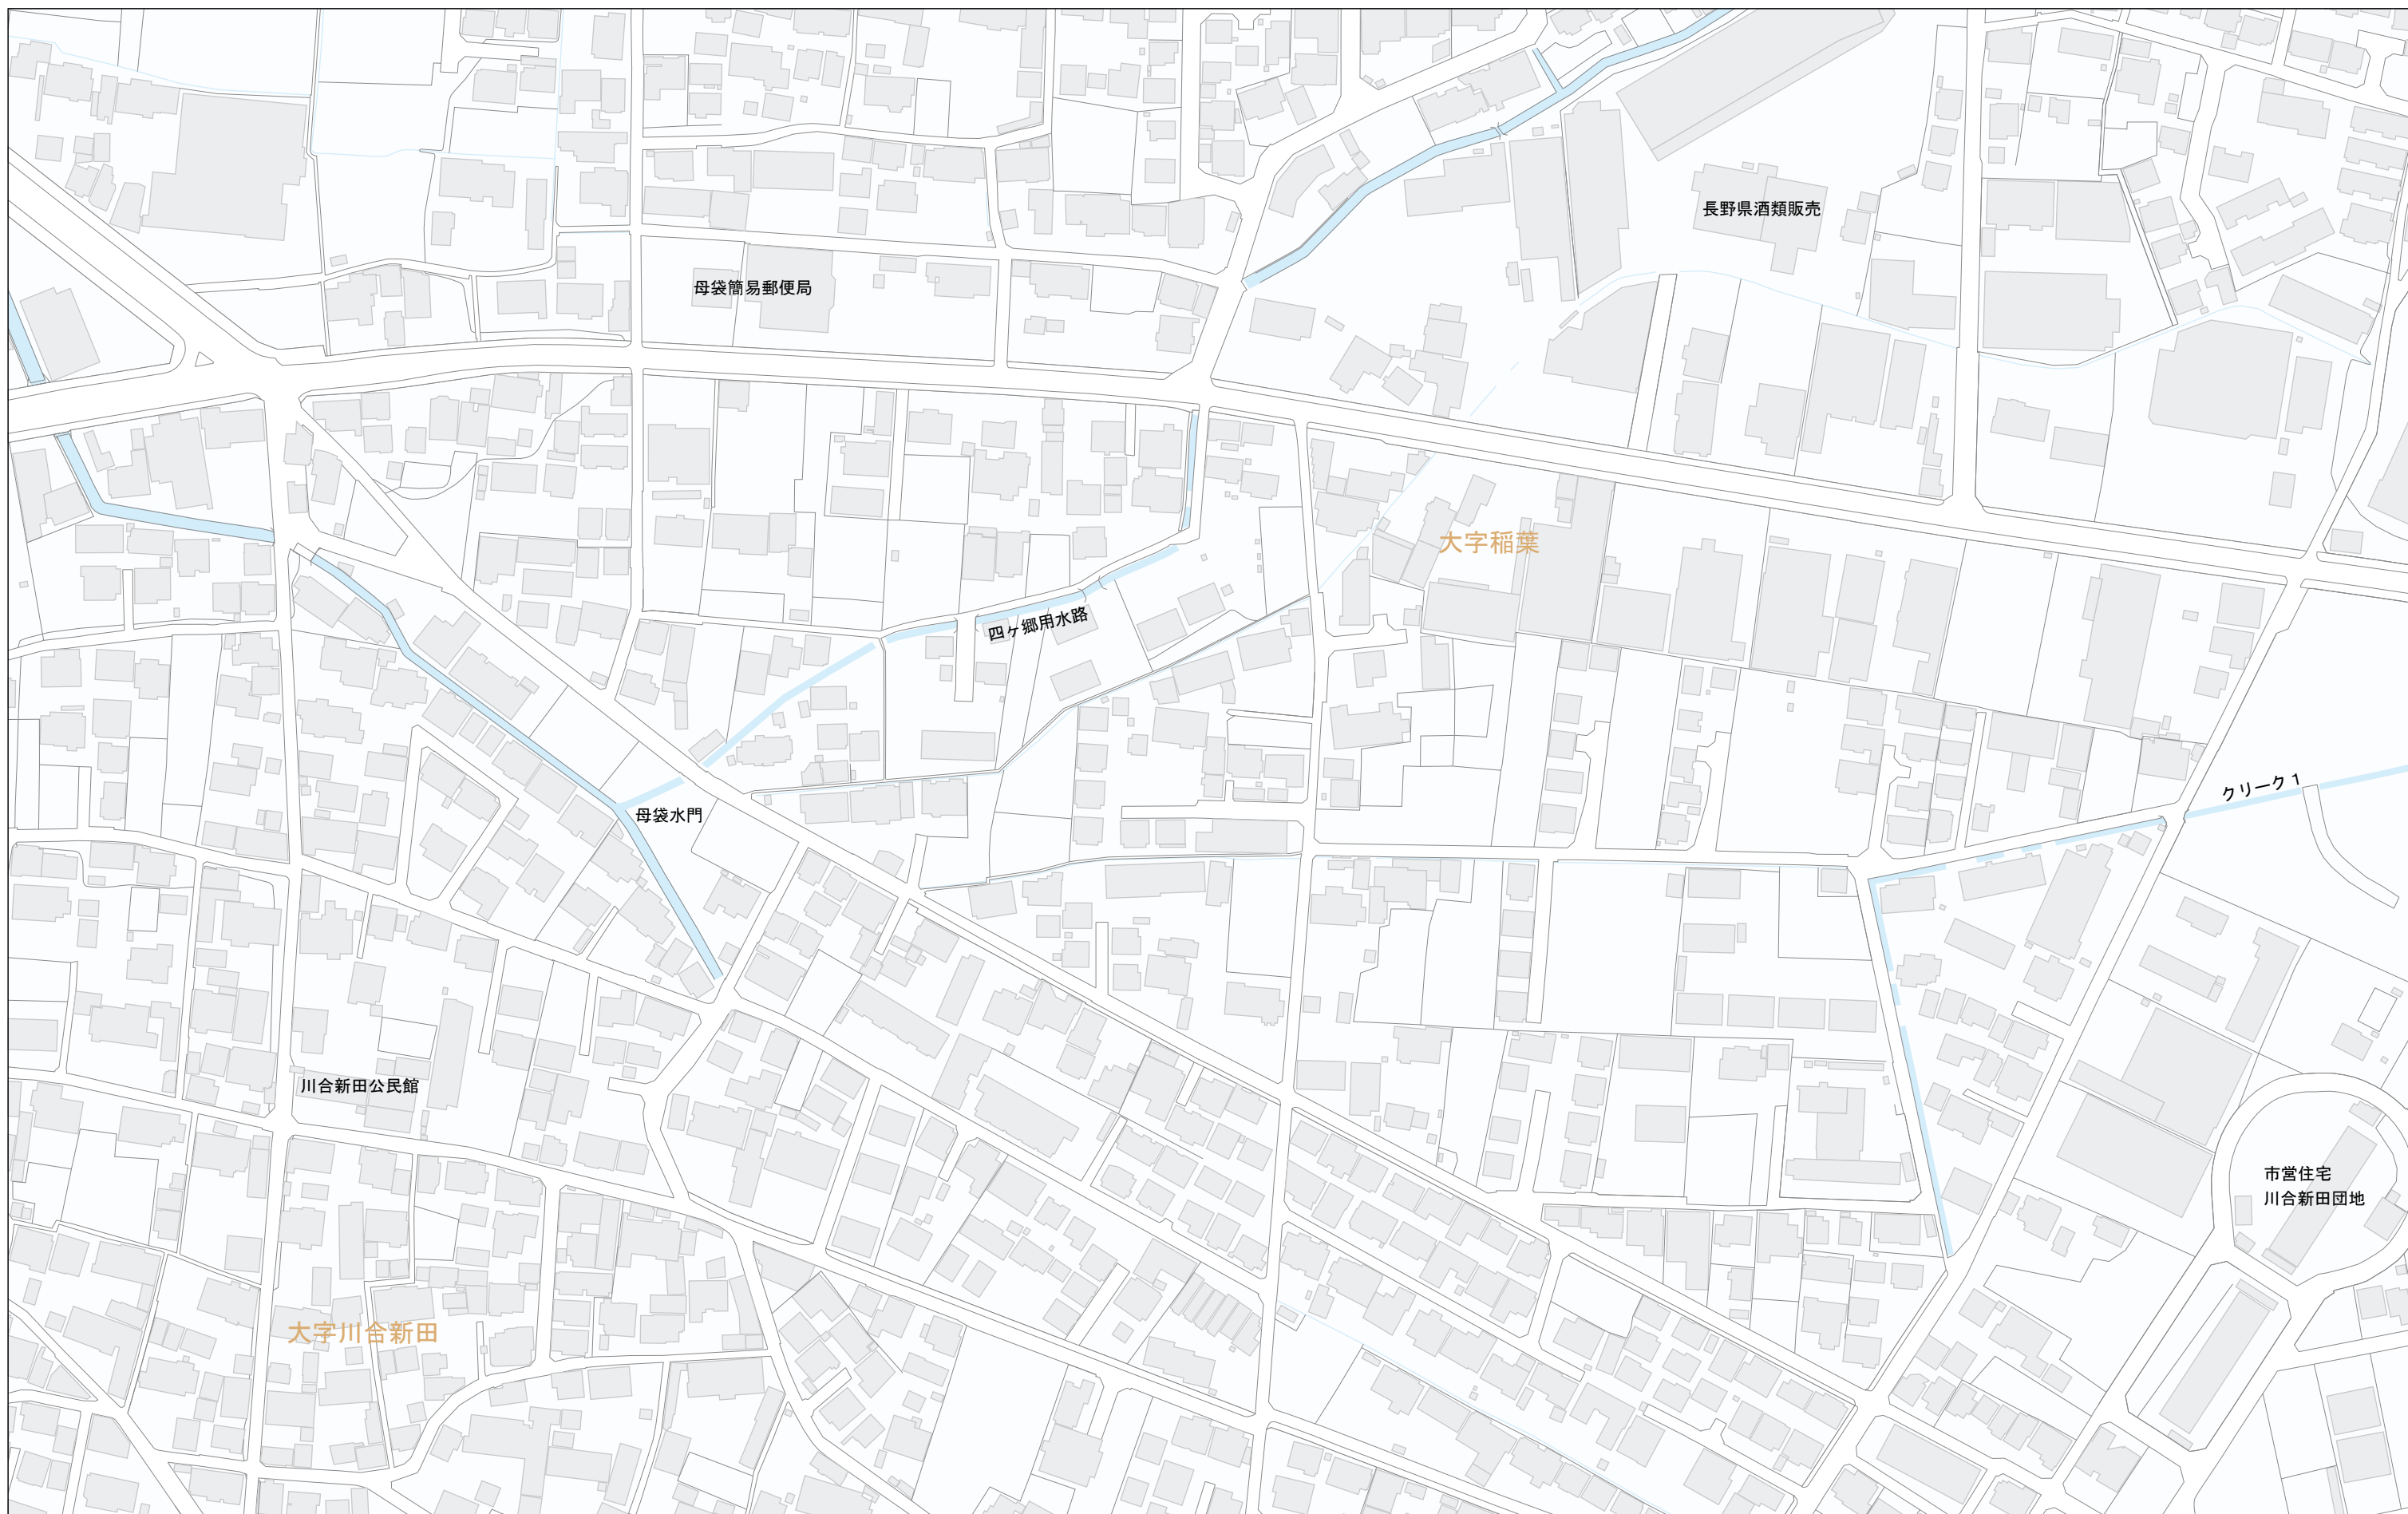 長野県酒類販売
母袋簡易郵便局
大字稲葉
四ヶ郷用水路
クリーク1
母袋水門
川合新田公民館
市営住宅
川合新田団地
大字川合新田